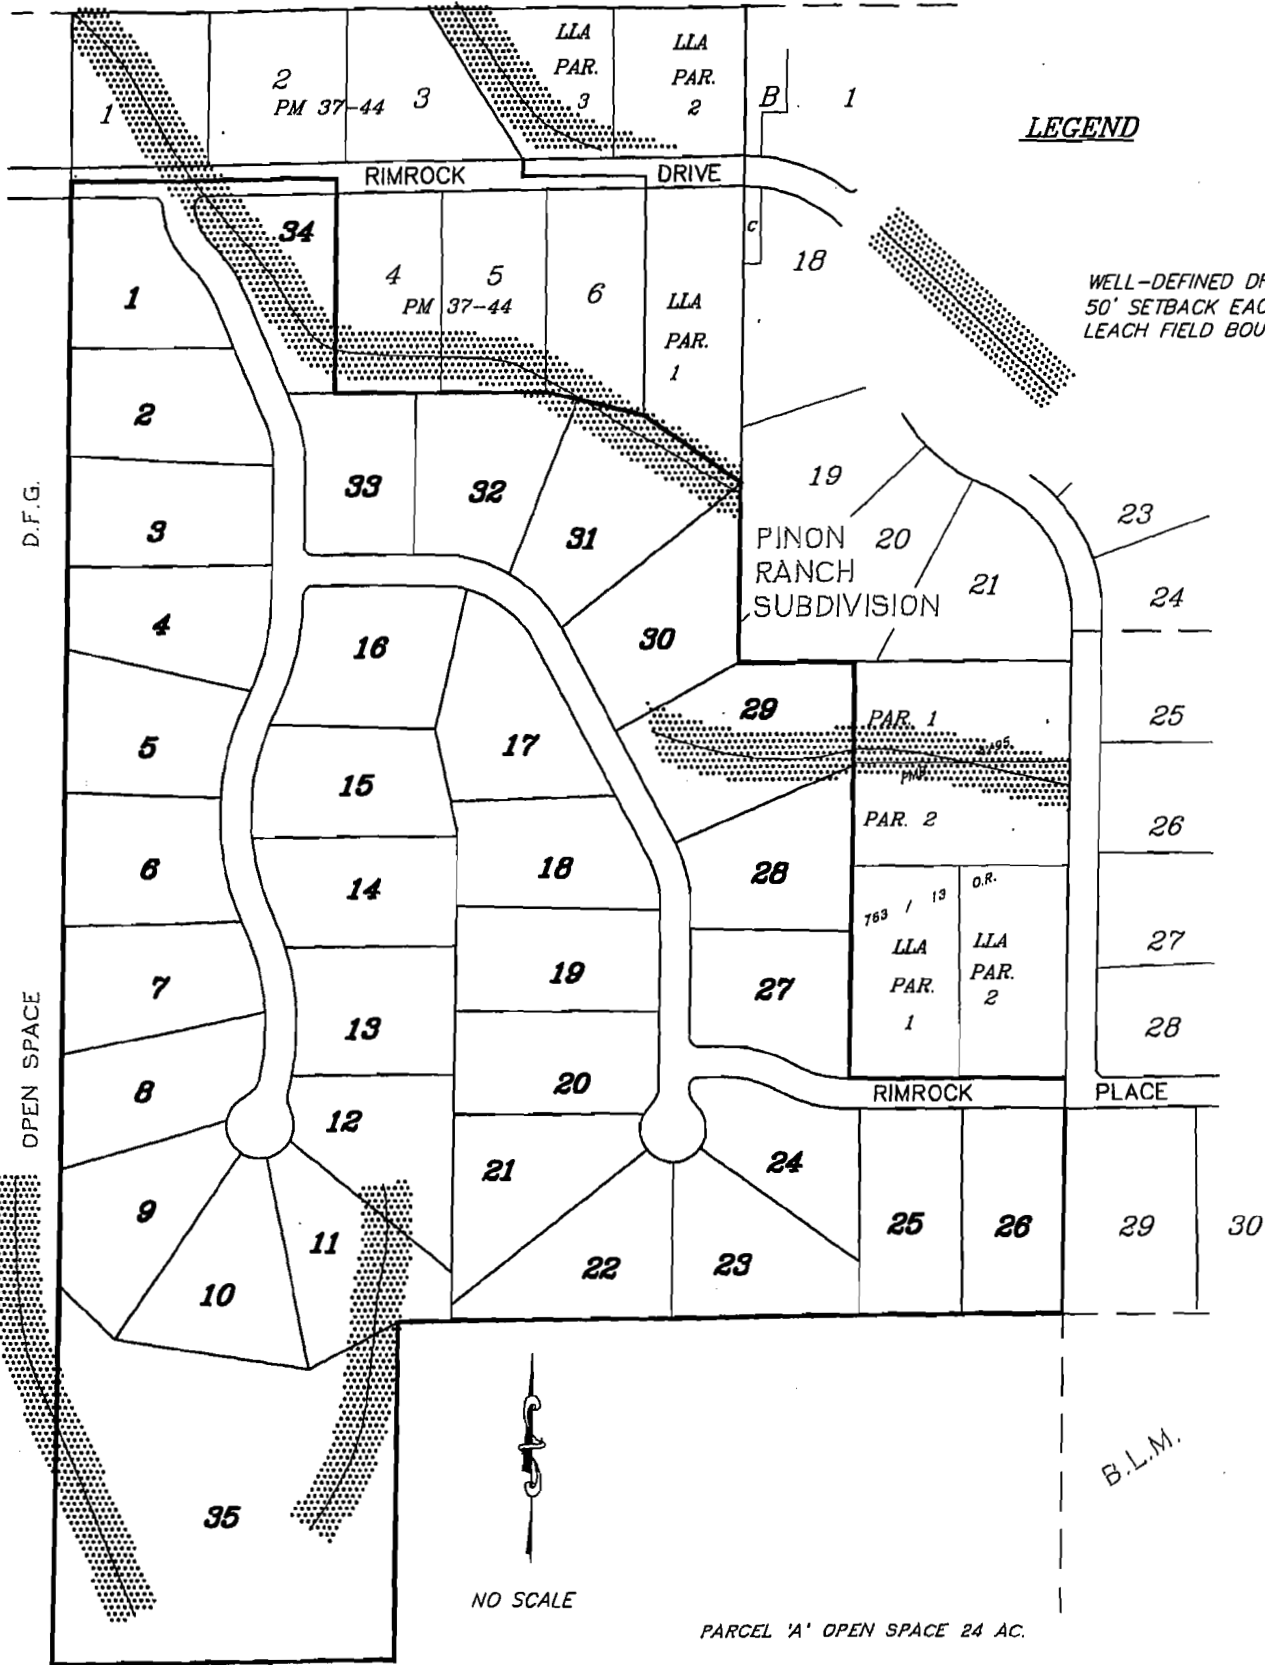 LLA
PAR.
3
LLA
PAR.
2
1
2
PM 37-44
3
B
1
LEGEND
RIMROCK DRIVE
34
C
18
1
4
5
PM 37-44
6
LLA
PAR.
1
WELL-DEFINED
50' SETBACK
LEACH FIELD
2
D.F.G.
33
32
19
3
31
PINON
RANCH
SUBDIVISION
20
21
23
24
4
16
30
5
15
17
29
PAR. 1
25
PAR. 2
26
6
14
18
28
763 / 13 O.R.
LLA
PAR.
1
LLA
PAR.
2
27
7
13
19
27
28
OPEN SPACE
8
12
20
RIMROCK PLACE
9
11
21
24
10
22
23
25
26
29
30
35
B.L.M.
NO SCALE
PARCEL 'A' OPEN SPACE 24 AC.